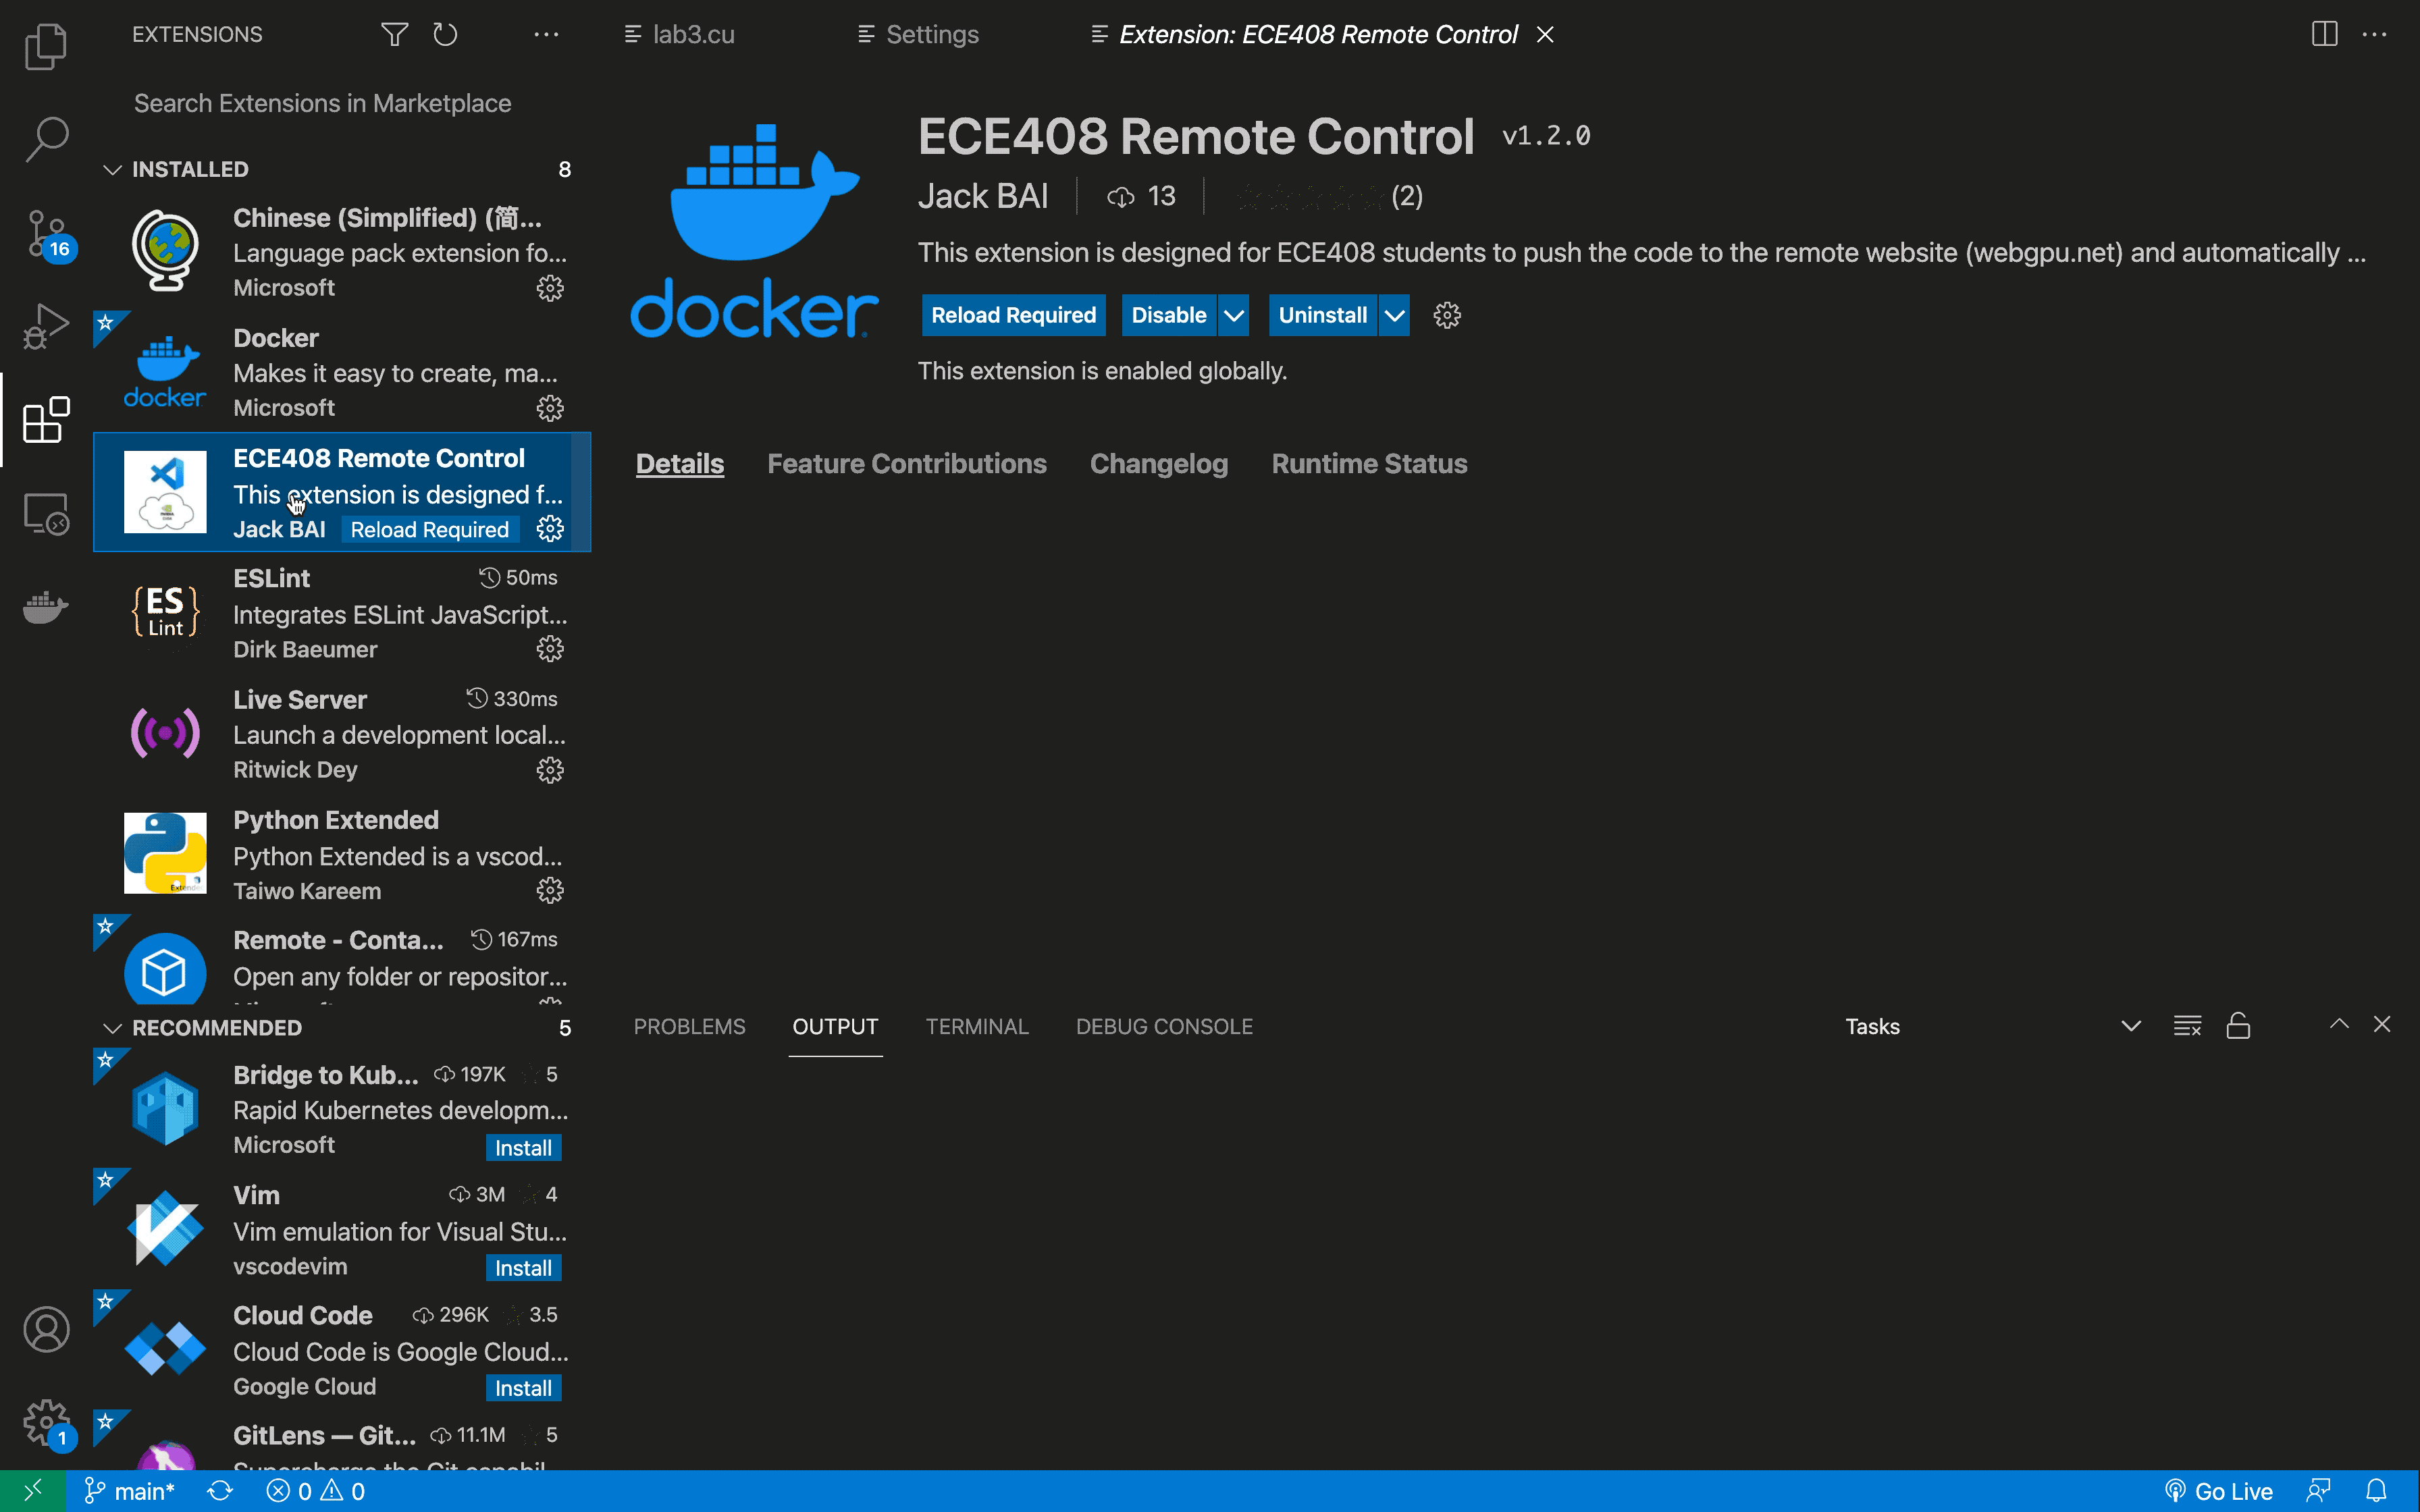 EXTENSIONS
Search Extensions in Marketplace
INSTALLED 8
Chinese (Simplified) (简...
Language pack extension fo...
Microsoft
Docker
Makes it easy to create, ma...
Microsoft
docker
ECE408 Remote Control
This extension is designed f...
Jack BAI Reload Required
ESLint 50ms
Integrates ESLint JavaScript...
Dirk Baeumer
{ES
Lint}
Live Server 330ms
Launch a development local...
Ritwick Dey
Python Extended
Python Extended is a vscod...
Taiwo Kareem
Remote - Conta... 167ms
Open any folder or repositor...
RECOMMENDED 5
Bridge to Kub... 197K 5
Rapid Kubernetes developm...
Microsoft Install
Vim 3M 4
Vim emulation for Visual Stu...
vscodevim Install
Cloud Code 296K 3.5
Cloud Code is Google Cloud...
Google Cloud Install
GitLens — Git... 11.1M 5
16
1
lab3.cu Settings Extension: ECE408 Remote Control
docker
ECE408 Remote Control v1.2.0
Jack BAI 13 (2)
This extension is designed for ECE408 students to push the code to the remote website (webgpu.net) and automatically ...
Reload Required Disable Uninstall
This extension is enabled globally.
Details Feature Contributions Changelog Runtime Status
PROBLEMS OUTPUT TERMINAL DEBUG CONSOLE Tasks
main* 0 0 Go Live